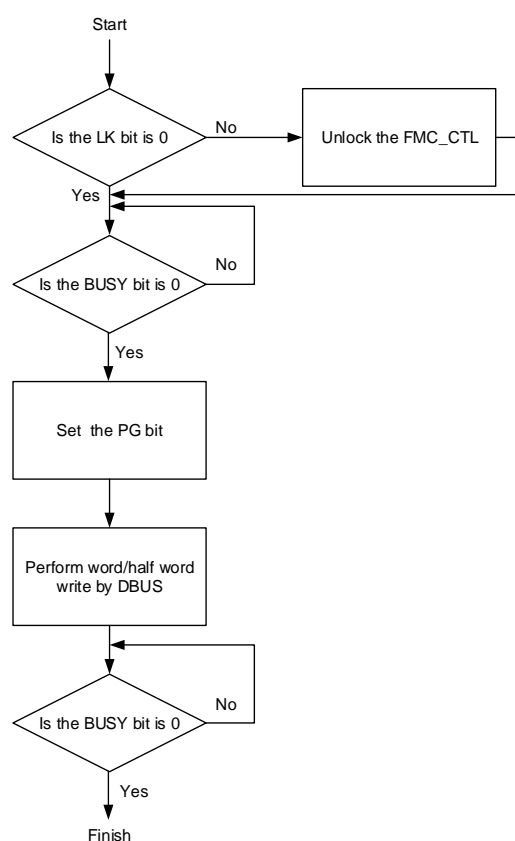 Start
Is the LK bit is 0
No
Unlock the FMC_CTL
Yes
Is the BUSY bit is 0
No
Yes
Set the PG bit
Perform word/half word
write by DBUS
Is the BUSY bit is 0
No
Yes
Finish